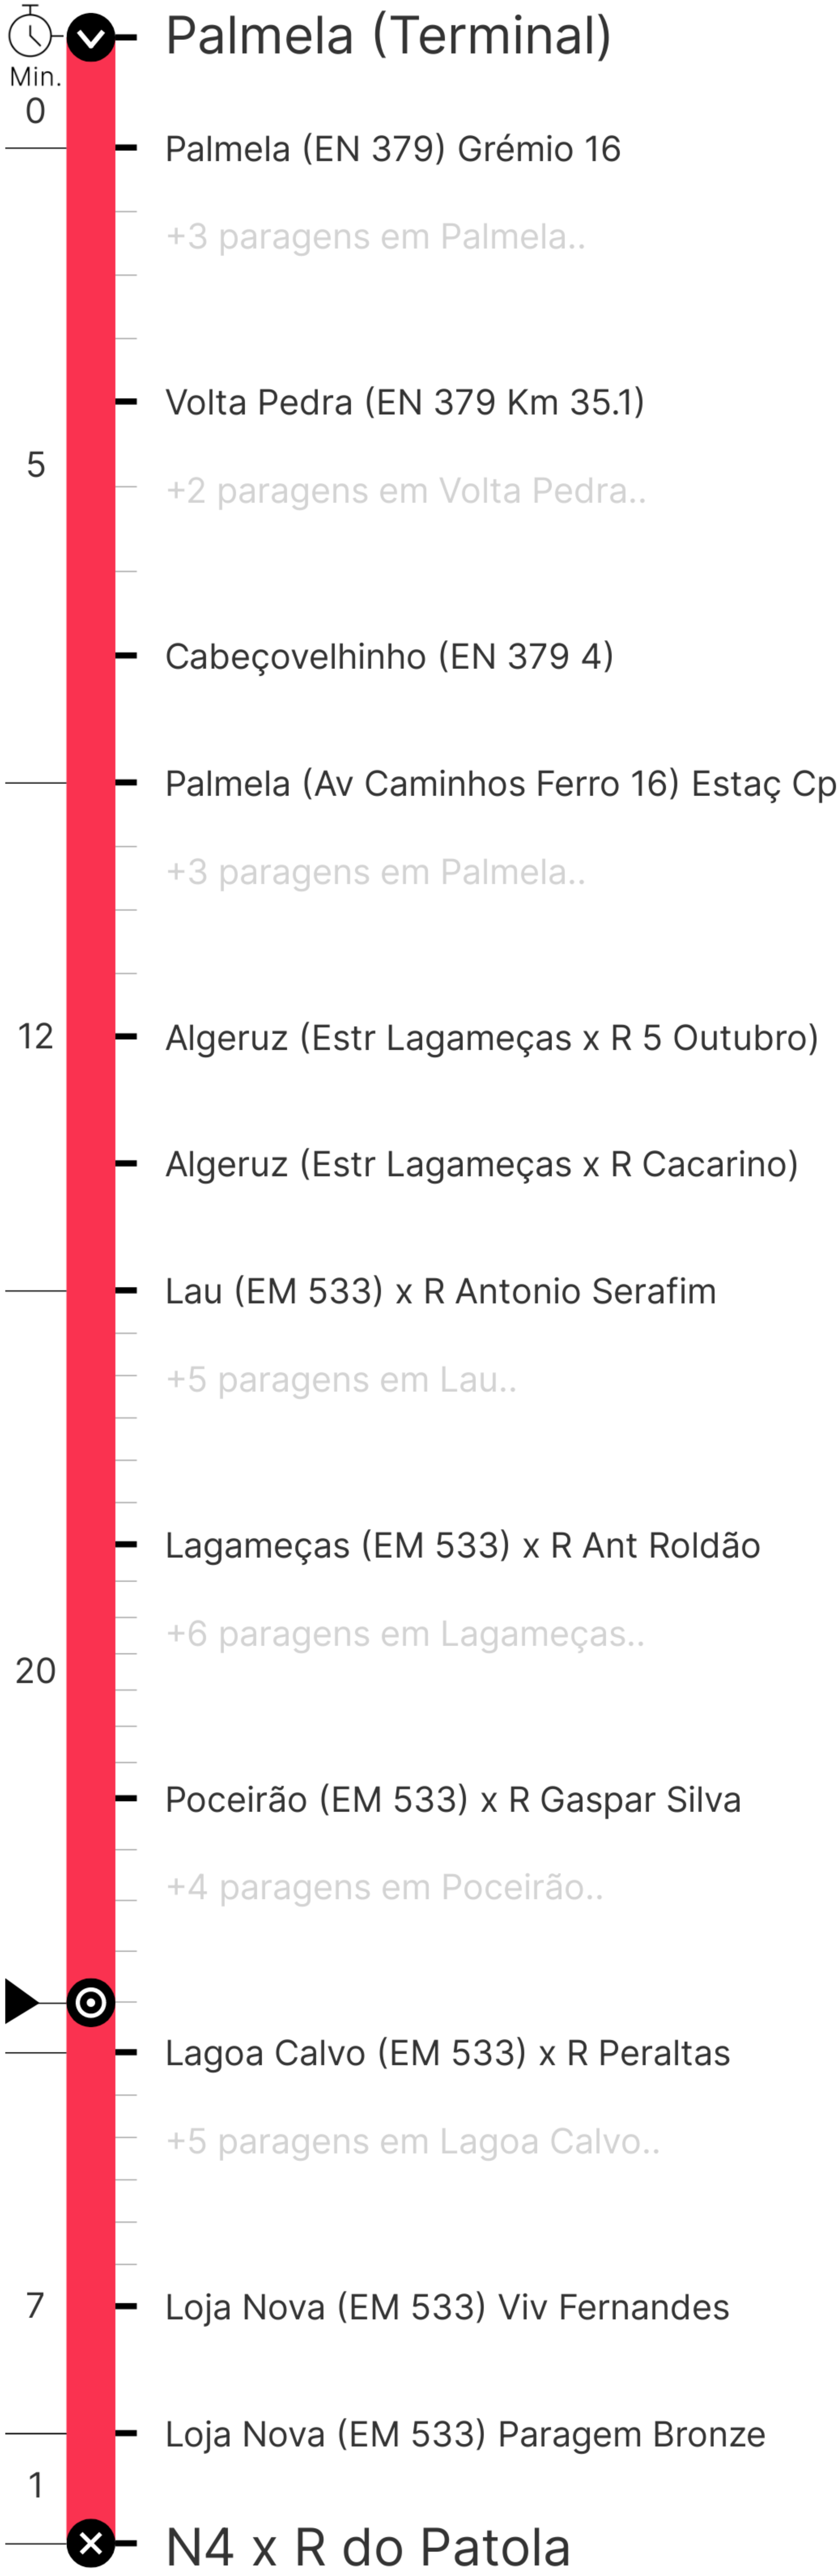 Palmela (Terminal)
Min.
0
Palmela (EN 379) Grémio 16
+3 paragens em Palmela..
Volta Pedra (EN 379 Km 35.1)
5
+2 paragens em Volta Pedra..
Cabeçovelhinho (EN 379 4)
Palmela (Av Caminhos Ferro 16) Estaç Cp
+3 paragens em Palmela..
12
Algeruz (Estr Lagameças x R 5 Outubro)
Algeruz (Estr Lagameças x R Cacarino)
Lau (EM 533) x R Antonio Serafim
+5 paragens em Lau..
Lagameças (EM 533) x R Ant Roldão
+6 paragens em Lagameças..
20
Poceirão (EM 533) x R Gaspar Silva
+4 paragens em Poceirão..
Lagoa Calvo (EM 533) x R Peraltas
+5 paragens em Lagoa Calvo..
7
Loja Nova (EM 533) Viv Fernandes
Loja Nova (EM 533) Paragem Bronze
1
N4 x R do Patola